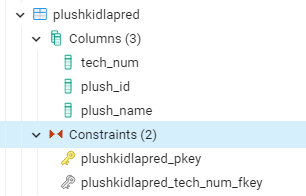 plushkidlapred
Columns (3)
tech_num
plush_id
plush_name
Constraints (2)
plushkidlapred_pkey
plushkidlapred_tech_num_fkey